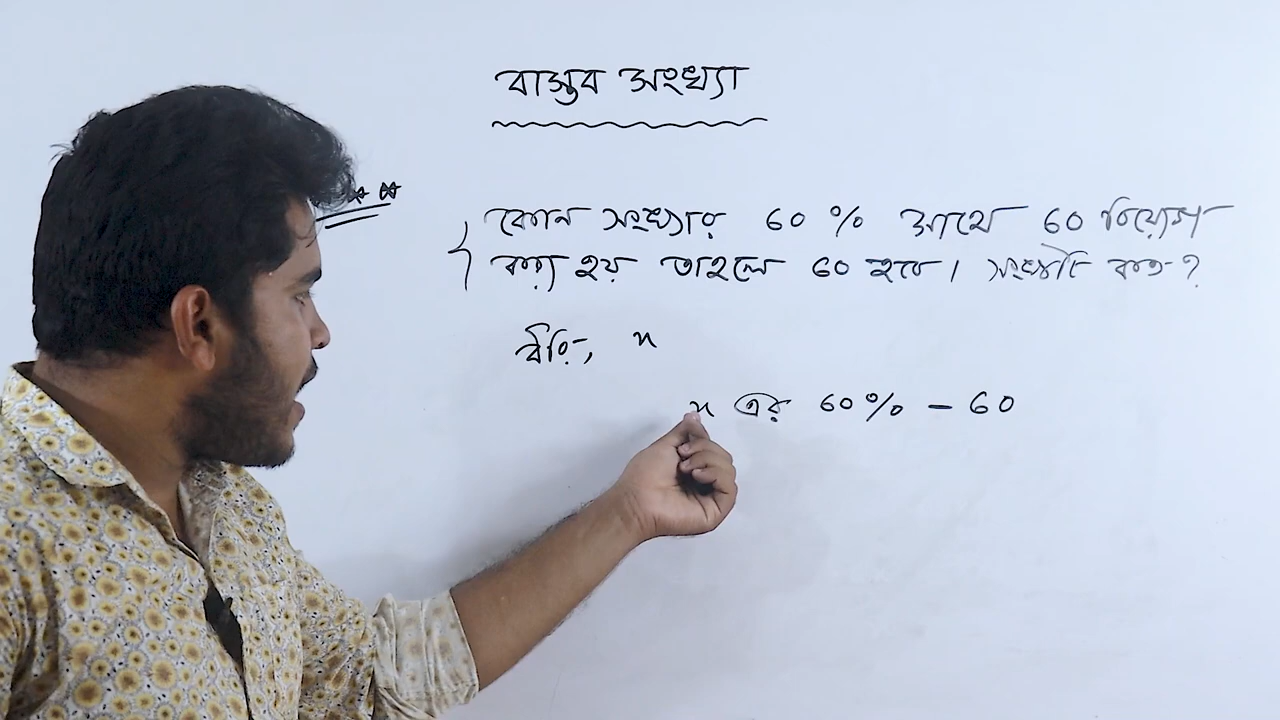 বাস্তব সংখ্যা
কোন সংখ্যার 60 % সাথে 60 বিয়োগ
করা হয় তাহলে 60 হবে। সংখ্যাটি কত?
ধরি, x
x এর 60% - 60